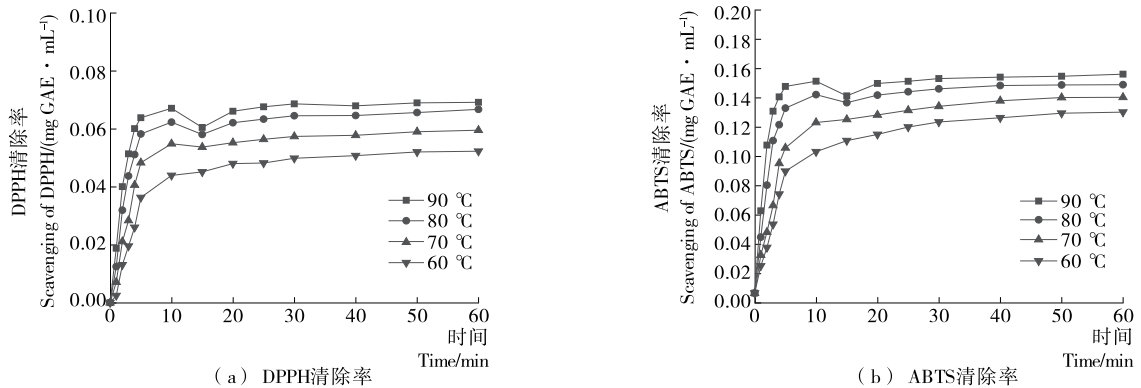 0.10
0.08
0.06
0.04
0.02
0.00
DPPH清除率
Scavenging of DPPH/(mg GAE · mL⁻¹)
90 ℃
80 ℃
70 ℃
60 ℃
0 10 20 30 40 50 60
时间
Time/min
(a) DPPH清除率
0.20
0.18
0.16
0.14
0.12
0.10
0.08
0.06
0.04
0.02
0.00
ABTS清除率
Scavenging of ABTS/(mg GAE · mL⁻¹)
90 ℃
80 ℃
70 ℃
60 ℃
0 10 20 30 40 50 60
时间
Time/min
(b) ABTS清除率